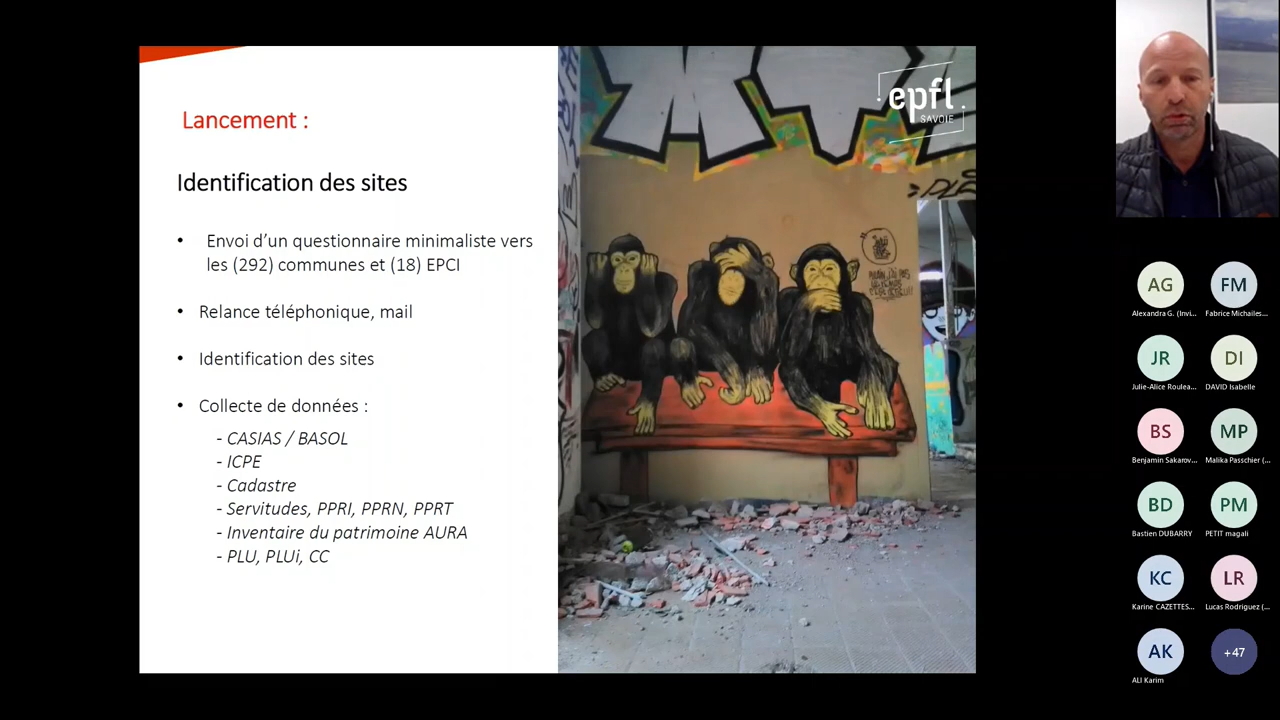 Lancement :
Identification des sites
• Envoi d’un questionnaire minimaliste vers
les (292) communes et (18) EPCI
• Relance téléphonique, mail
• Identification des sites
• Collecte de données :
- CASIAS / BASOL
- ICPE
- Cadastre
- Servitudes, PPRI, PPRN, PPRT
- Inventaire du patrimoine AURA
- PLU, PLUi, CC
epfl
SAVOIE
AG
FM
Alexandra G. (Invi...
Fabrice Michailes...
JR
DI
Julie-Alice Roulea...
DAVID Isabelle
BS
MP
Benjamin Sakarov...
Malika Passchier (...
BD
PM
Bastien DUBARRY
PETIT magali
KC
LR
Karine CAZETTES...
Lucas Rodriguez (...
AK
+47
ALI Karim